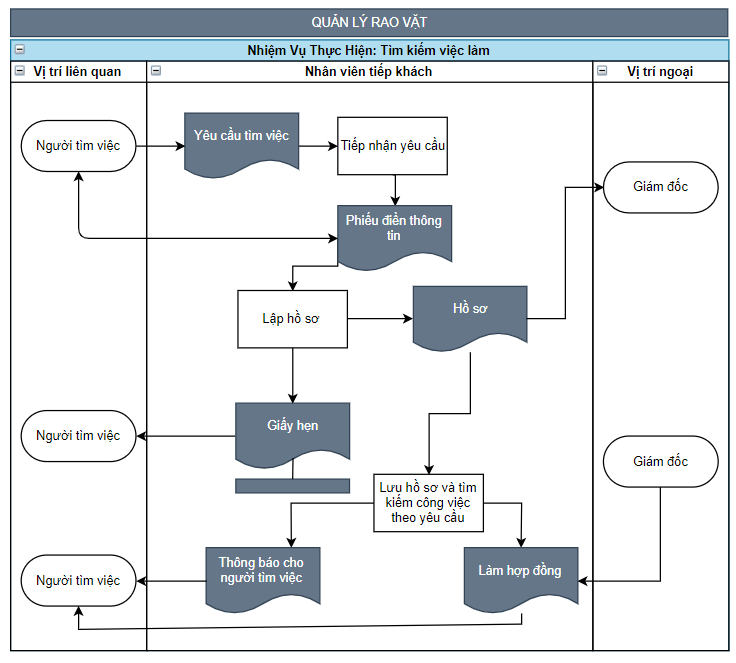 QUẢN LÝ RAO VẶT
Nhiệm Vụ Thực Hiện: Tìm kiếm việc làm
Vị trí liên quan
Nhân viên tiếp khách
Vị trí ngoại
Người tìm việc
Yêu cầu tìm việc
Tiếp nhận yêu cầu
Giám đốc
Phiếu điền thông
tin
Lập hồ sơ
Hồ sơ
Người tìm việc
Giấy hẹn
Giám đốc
Lưu hồ sơ và tìm
kiếm công việc
theo yêu cầu
Người tìm việc
Thông báo cho
người tìm việc
Làm hợp đồng